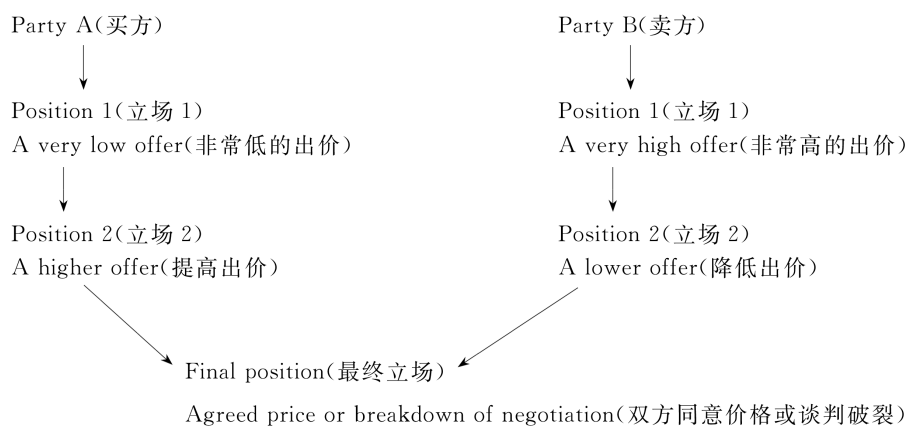 Party A(买方)
Party B(卖方)
Position 1(立场1)
A very low offer(非常低的出价)
Position 1(立场1)
A very high offer(非常高的出价)
Position 2(立场2)
A higher offer(提高出价)
Position 2(立场2)
A lower offer(降低出价)
Final position(最终立场)
Agreed price or breakdown of negotiation(双方同意价格或谈判破裂)